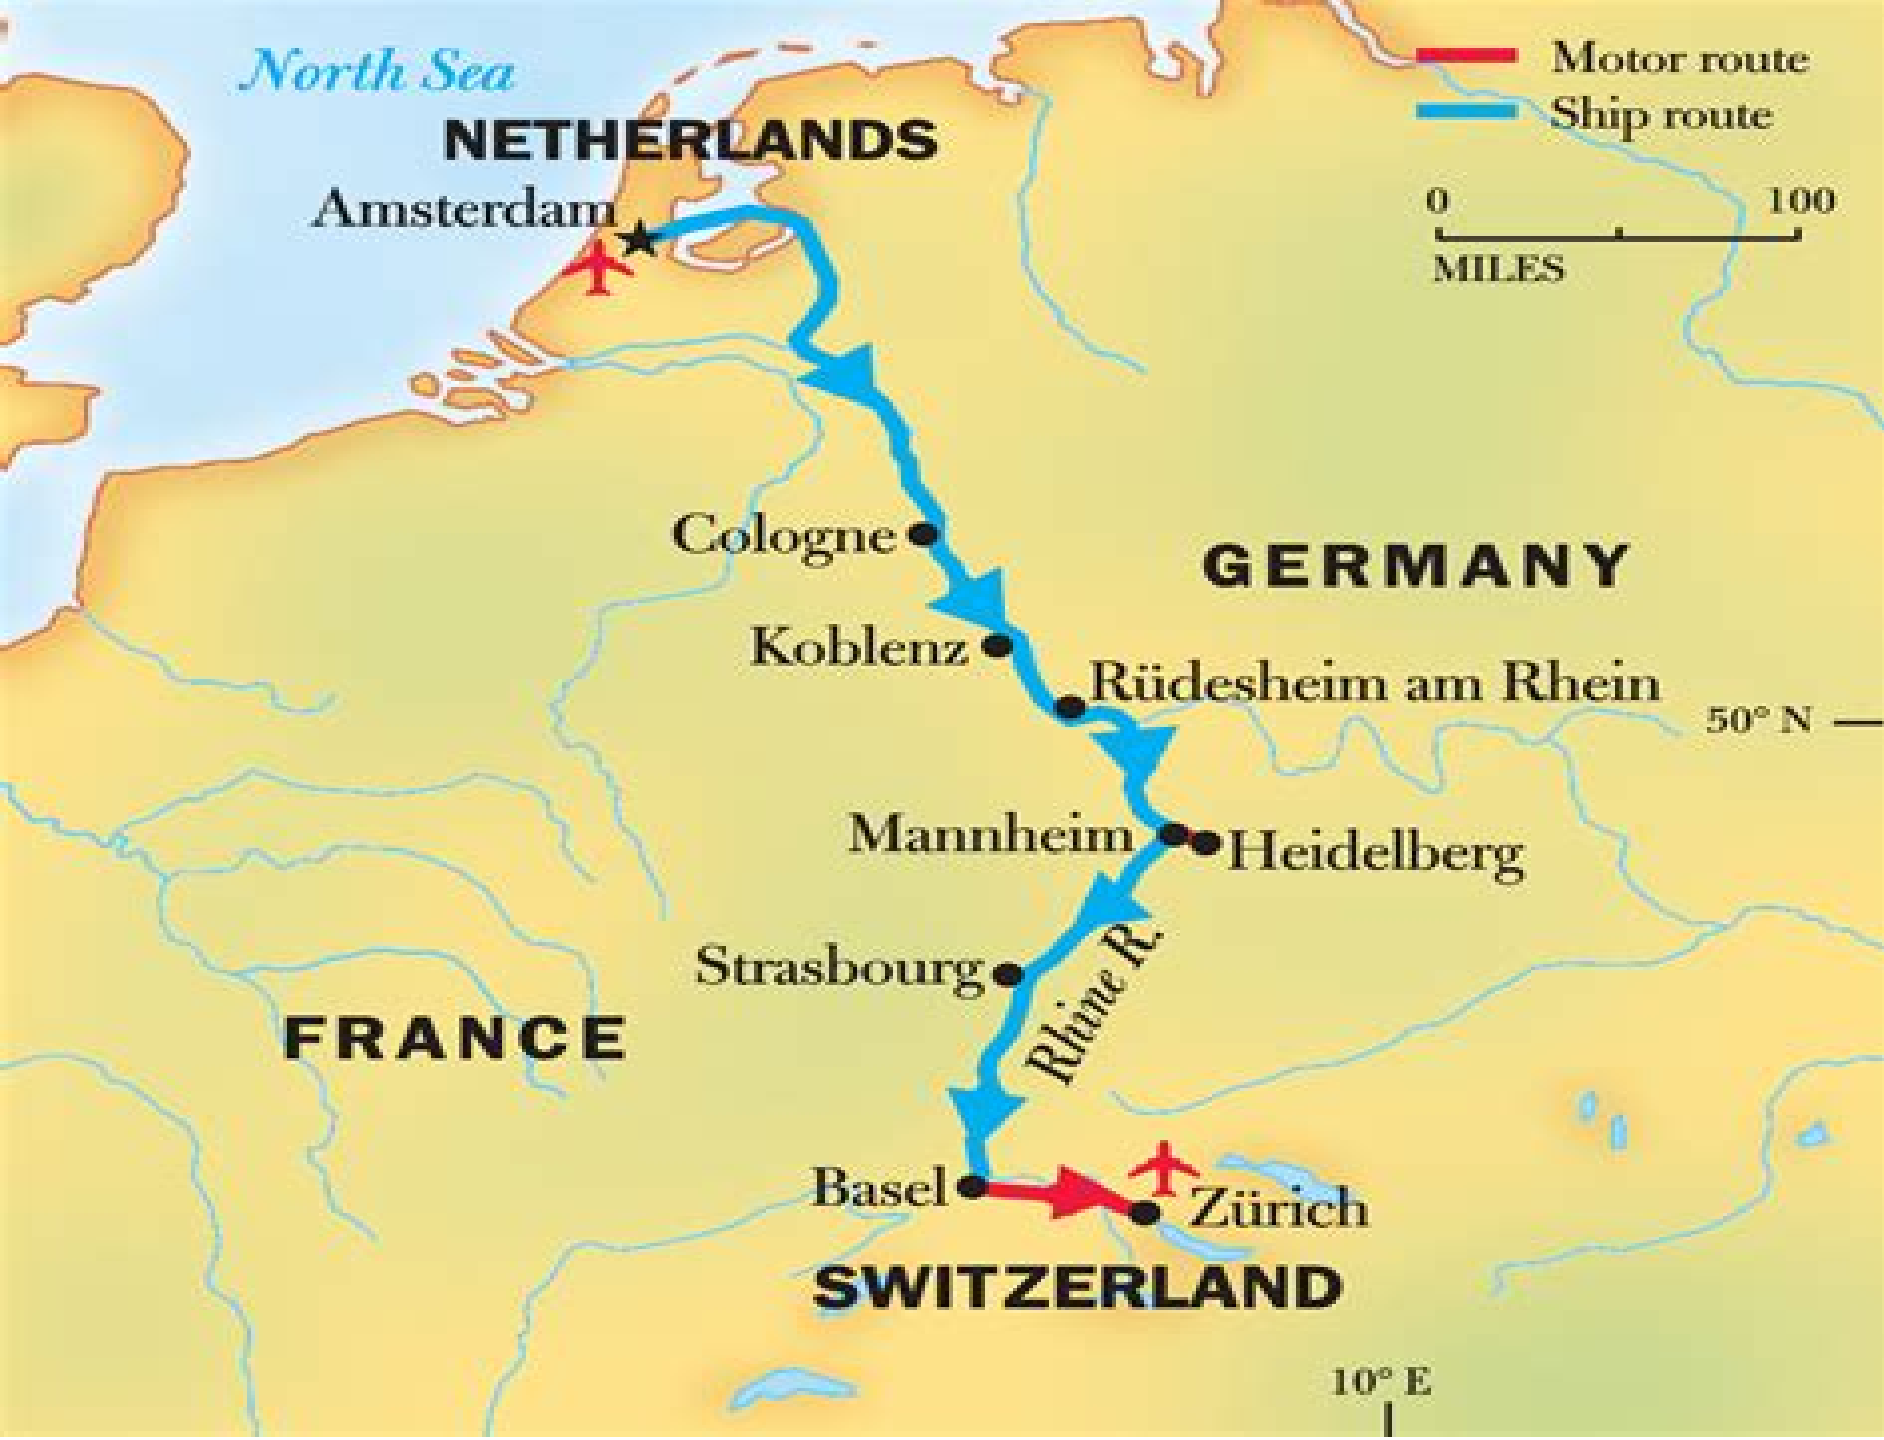 North Sea
Motor route
Ship route
NETHERLANDS
Amsterdam
0 100
MILES
Cologne
GERMANY
Koblenz
Rüdesheim am Rhein
50° N
Mannheim
Heidelberg
Strasbourg
Rhine R.
FRANCE
Basel
Zürich
SWITZERLAND
10° E